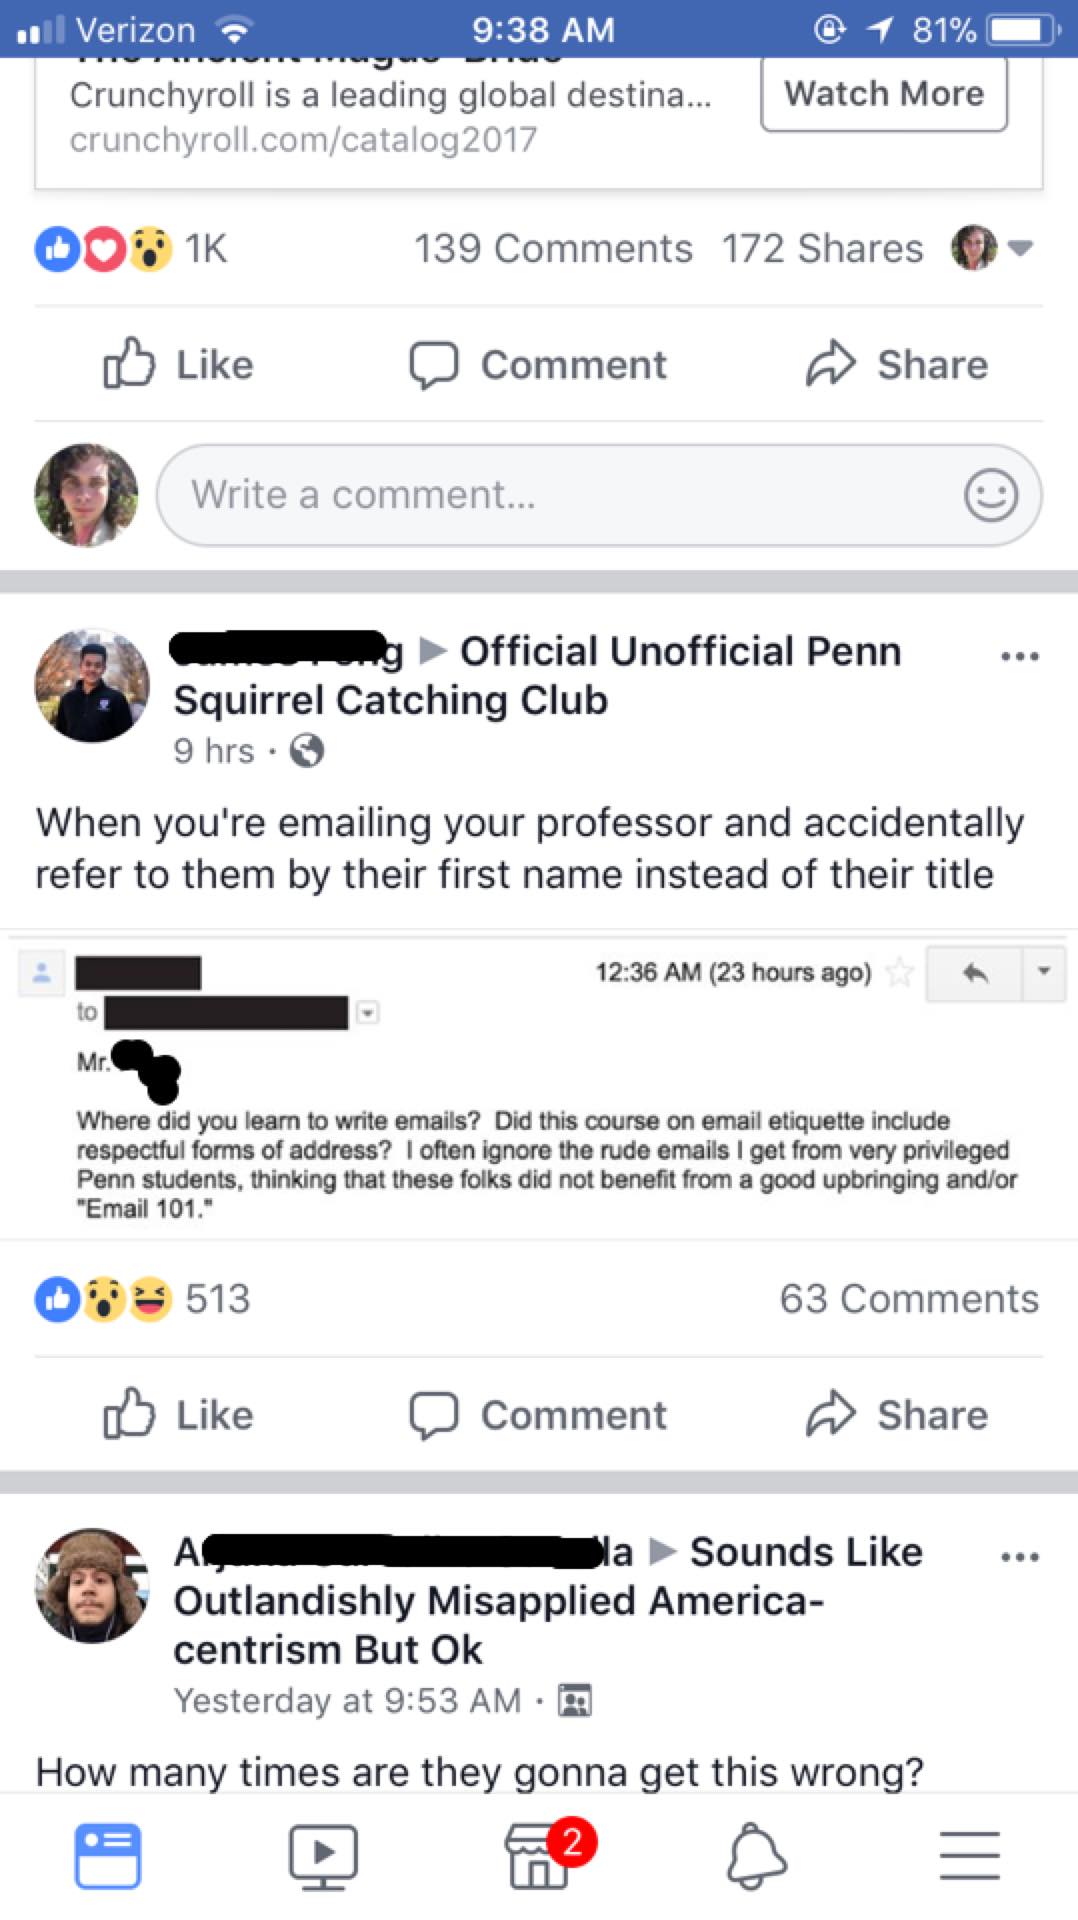 Verizon 9:38 AM 81%
The Ancient Magus' Bride
Crunchyroll is a leading global destina...
Watch More
crunchyroll.com/catalog2017
1K 139 Comments 172 Shares
Like Comment Share
Write a comment...
g ▶ Official Unofficial Penn
Squirrel Catching Club
9 hrs ·
When you're emailing your professor and accidentally
refer to them by their first name instead of their title
12:36 AM (23 hours ago)
to
Mr.
Where did you learn to write emails? Did this course on email etiquette include
respectful forms of address? I often ignore the rude emails I get from very privileged
Penn students, thinking that these folks did not benefit from a good upbringing and/or
"Email 101."
513 63 Comments
Like Comment Share
A la ▶ Sounds Like
Outlandishly Misapplied America-
centrism But Ok
Yesterday at 9:53 AM ·
How many times are they gonna get this wrong?
2